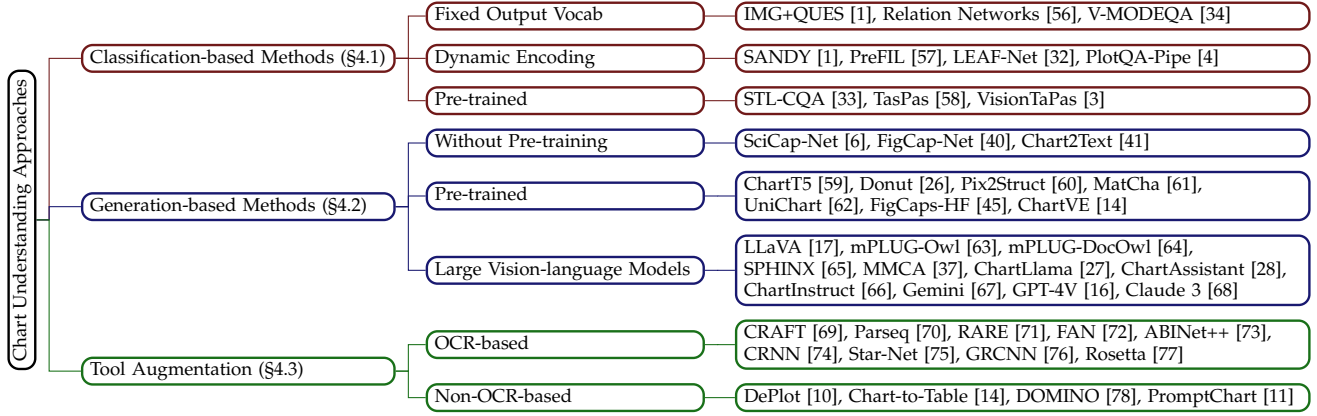 Chart Understanding Approaches
Classification-based Methods (§4.1)
Fixed Output Vocab
IMG+QUES [1], Relation Networks [56], V-MODEQA [34]
Dynamic Encoding
SANDY [1], PreFIL [57], LEAF-Net [32], PlotQA-Pipe [4]
Pre-trained
STL-CQA [33], TasPas [58], VisionTaPas [3]
Generation-based Methods (§4.2)
Without Pre-training
SciCap-Net [6], FigCap-Net [40], Chart2Text [41]
Pre-trained
ChartT5 [59], Donut [26], Pix2Struct [60], MatCha [61],
UniChart [62], FigCaps-HF [45], ChartVE [14]
Large Vision-language Models
LLaVA [17], mPLUG-Owl [63], mPLUG-DocOwl [64],
SPHINX [65], MMCA [37], ChartLlama [27], ChartAssistant [28],
ChartInstruct [66], Gemini [67], GPT-4V [16], Claude 3 [68]
Tool Augmentation (§4.3)
OCR-based
CRAFT [69], Parseq [70], RARE [71], FAN [72], ABINet++ [73],
CRNN [74], Star-Net [75], GRCNN [76], Rosetta [77]
Non-OCR-based
DePlot [10], Chart-to-Table [14], DOMINO [78], PromptChart [11]